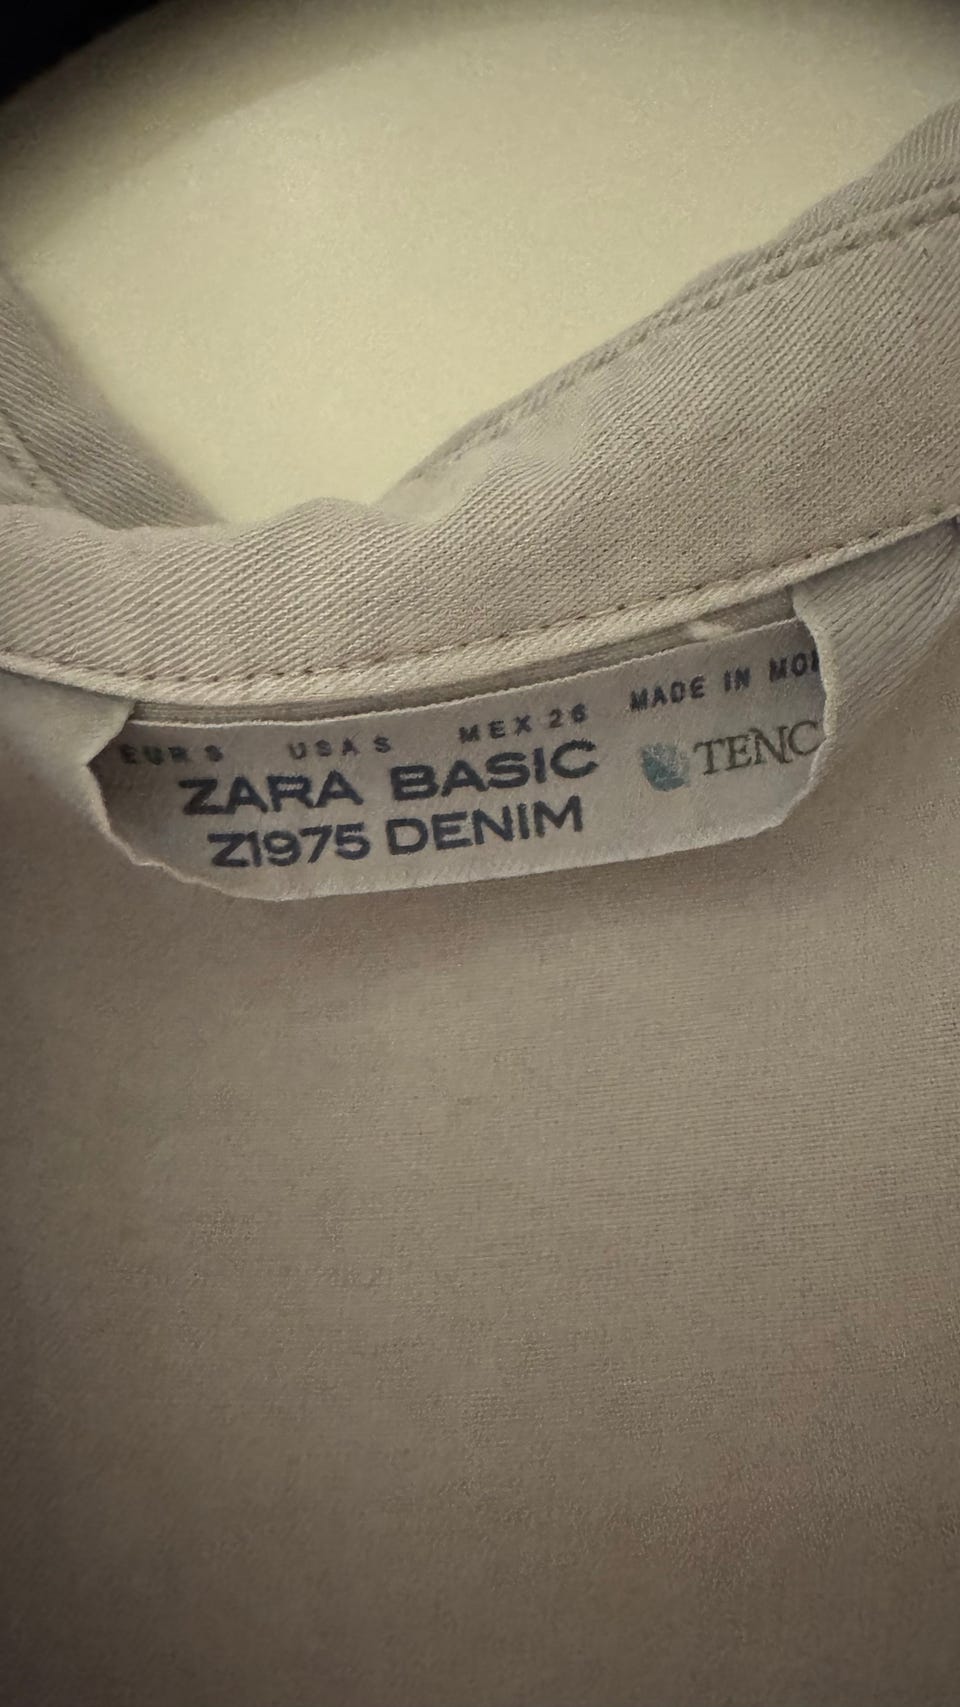 EUR S USA S MEX 26 MADE IN MO
ZARA BASIC TENC
Z1975 DENIM